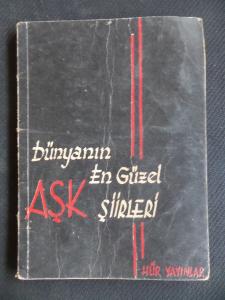 Dünyanın
En Güzel
AŞK ŞİİRLERİ
HÜR YAYINLAR